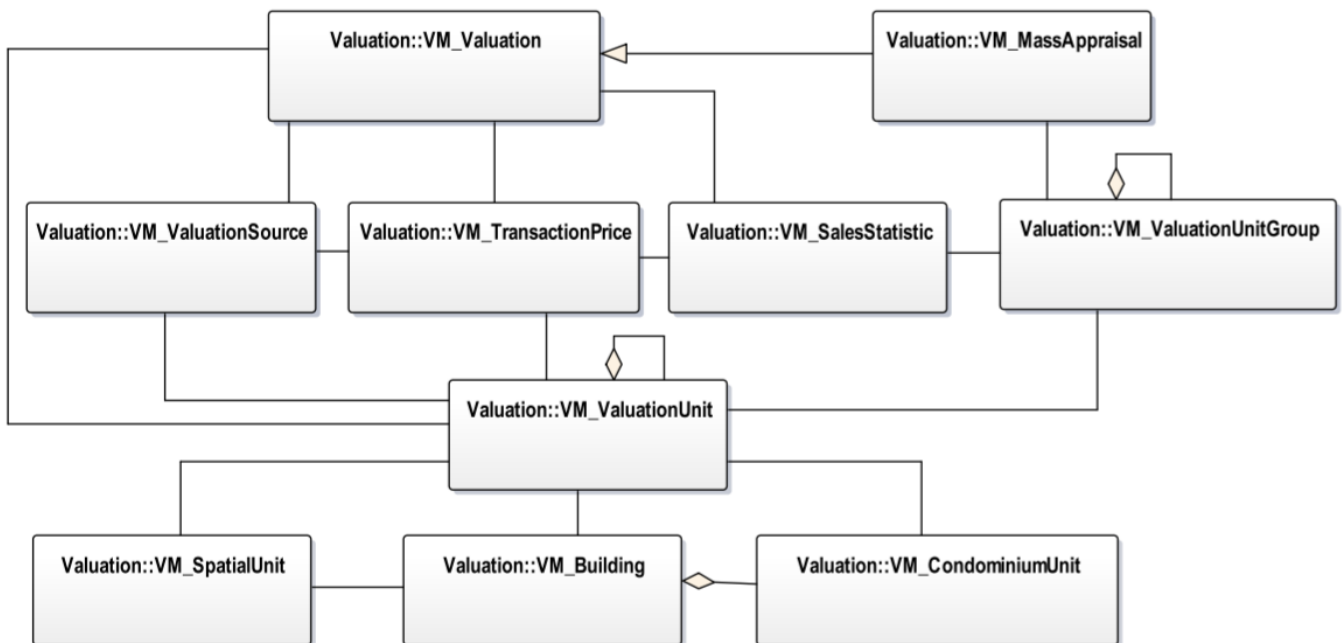 Valuation::VM_Valuation
Valuation::VM_MassAppraisal
Valuation::VM_ValuationSource
Valuation::VM_TransactionPrice
Valuation::VM_SalesStatistic
Valuation::VM_ValuationUnitGroup
Valuation::VM_ValuationUnit
Valuation::VM_SpatialUnit
Valuation::VM_Building
Valuation::VM_CondominiumUnit